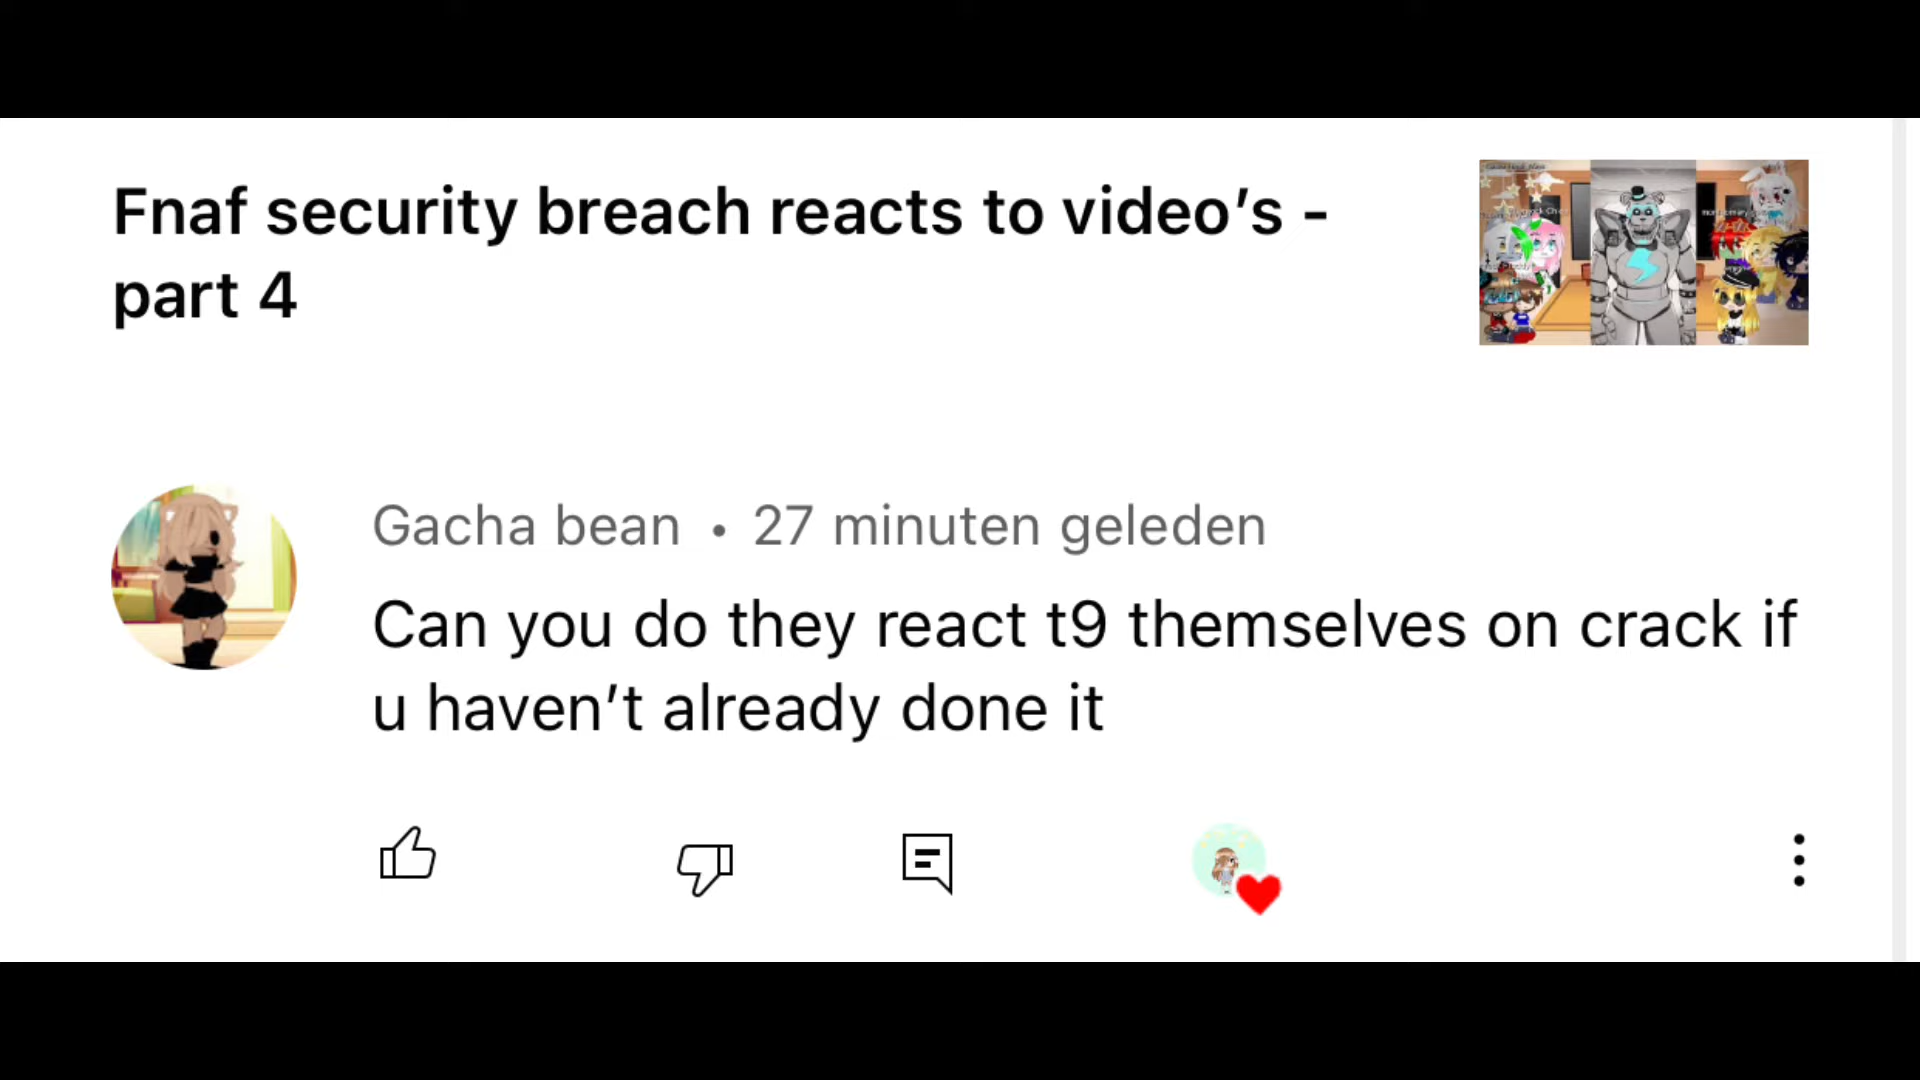 Fnaf security breach reacts to video’s -
part 4
Gacha bean • 27 minuten geleden
Can you do they react t9 themselves on crack if
u haven’t already done it